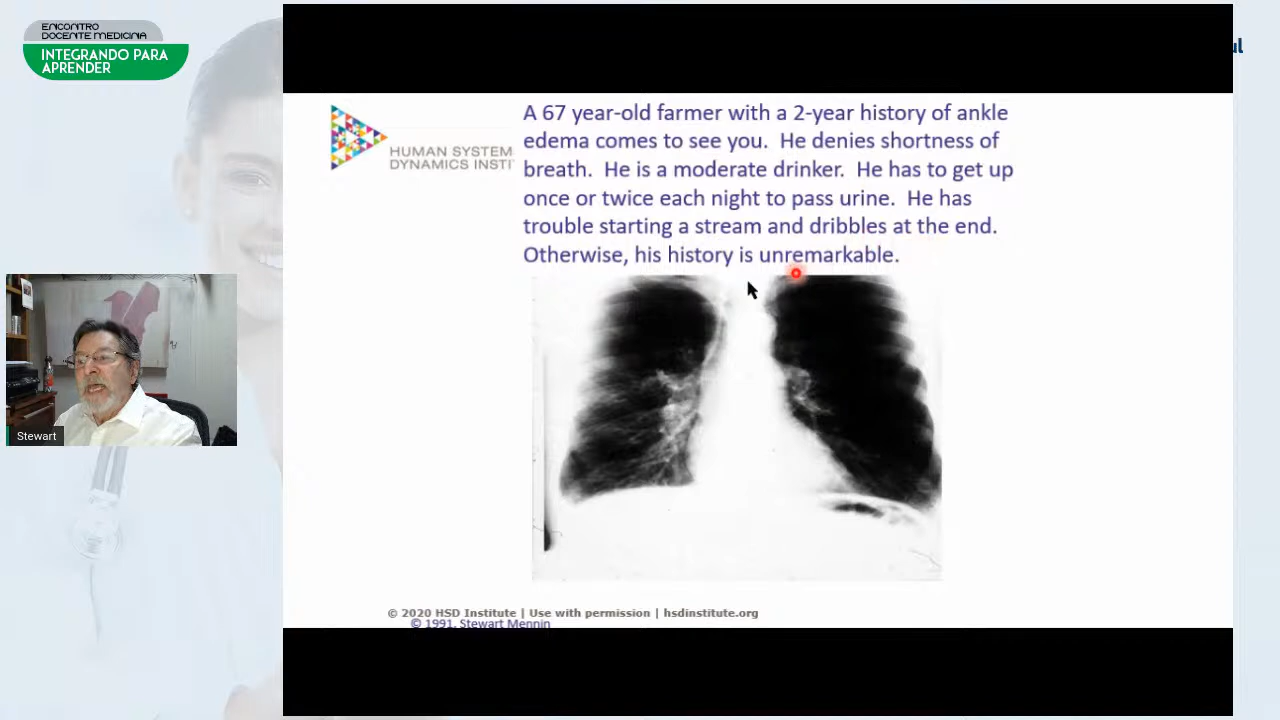 ENCONTRO
DOCENTE MEDICINA
INTEGRANDO PARA
APRENDER
ul
HUMAN SYSTEM
DYNAMICS INSTI
A 67 year-old farmer with a 2-year history of ankle
edema comes to see you. He denies shortness of
breath. He is a moderate drinker. He has to get up
once or twice each night to pass urine. He has
trouble starting a stream and dribbles at the end.
Otherwise, his history is unremarkable.
Stewart
© 2020 HSD Institute | Use with permission | hsdinstitute.org
© 1991, Stewart Mennin